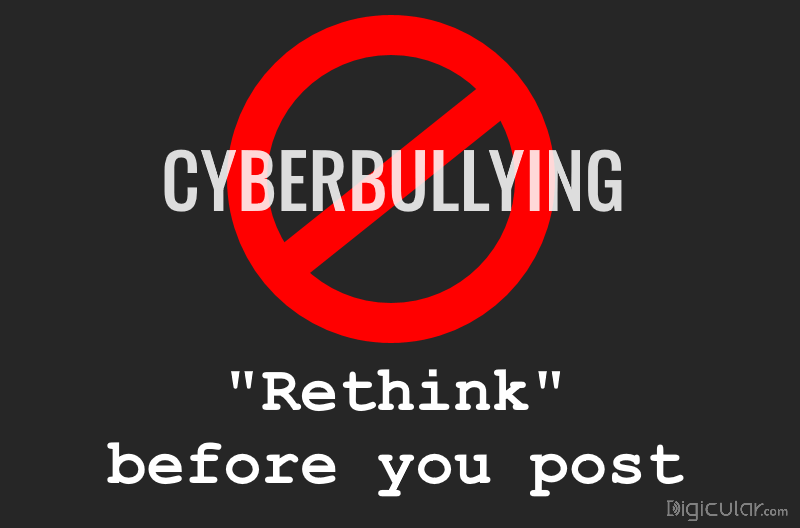 CYBERBULLYING
"Rethink"
before you post
Digicular.com